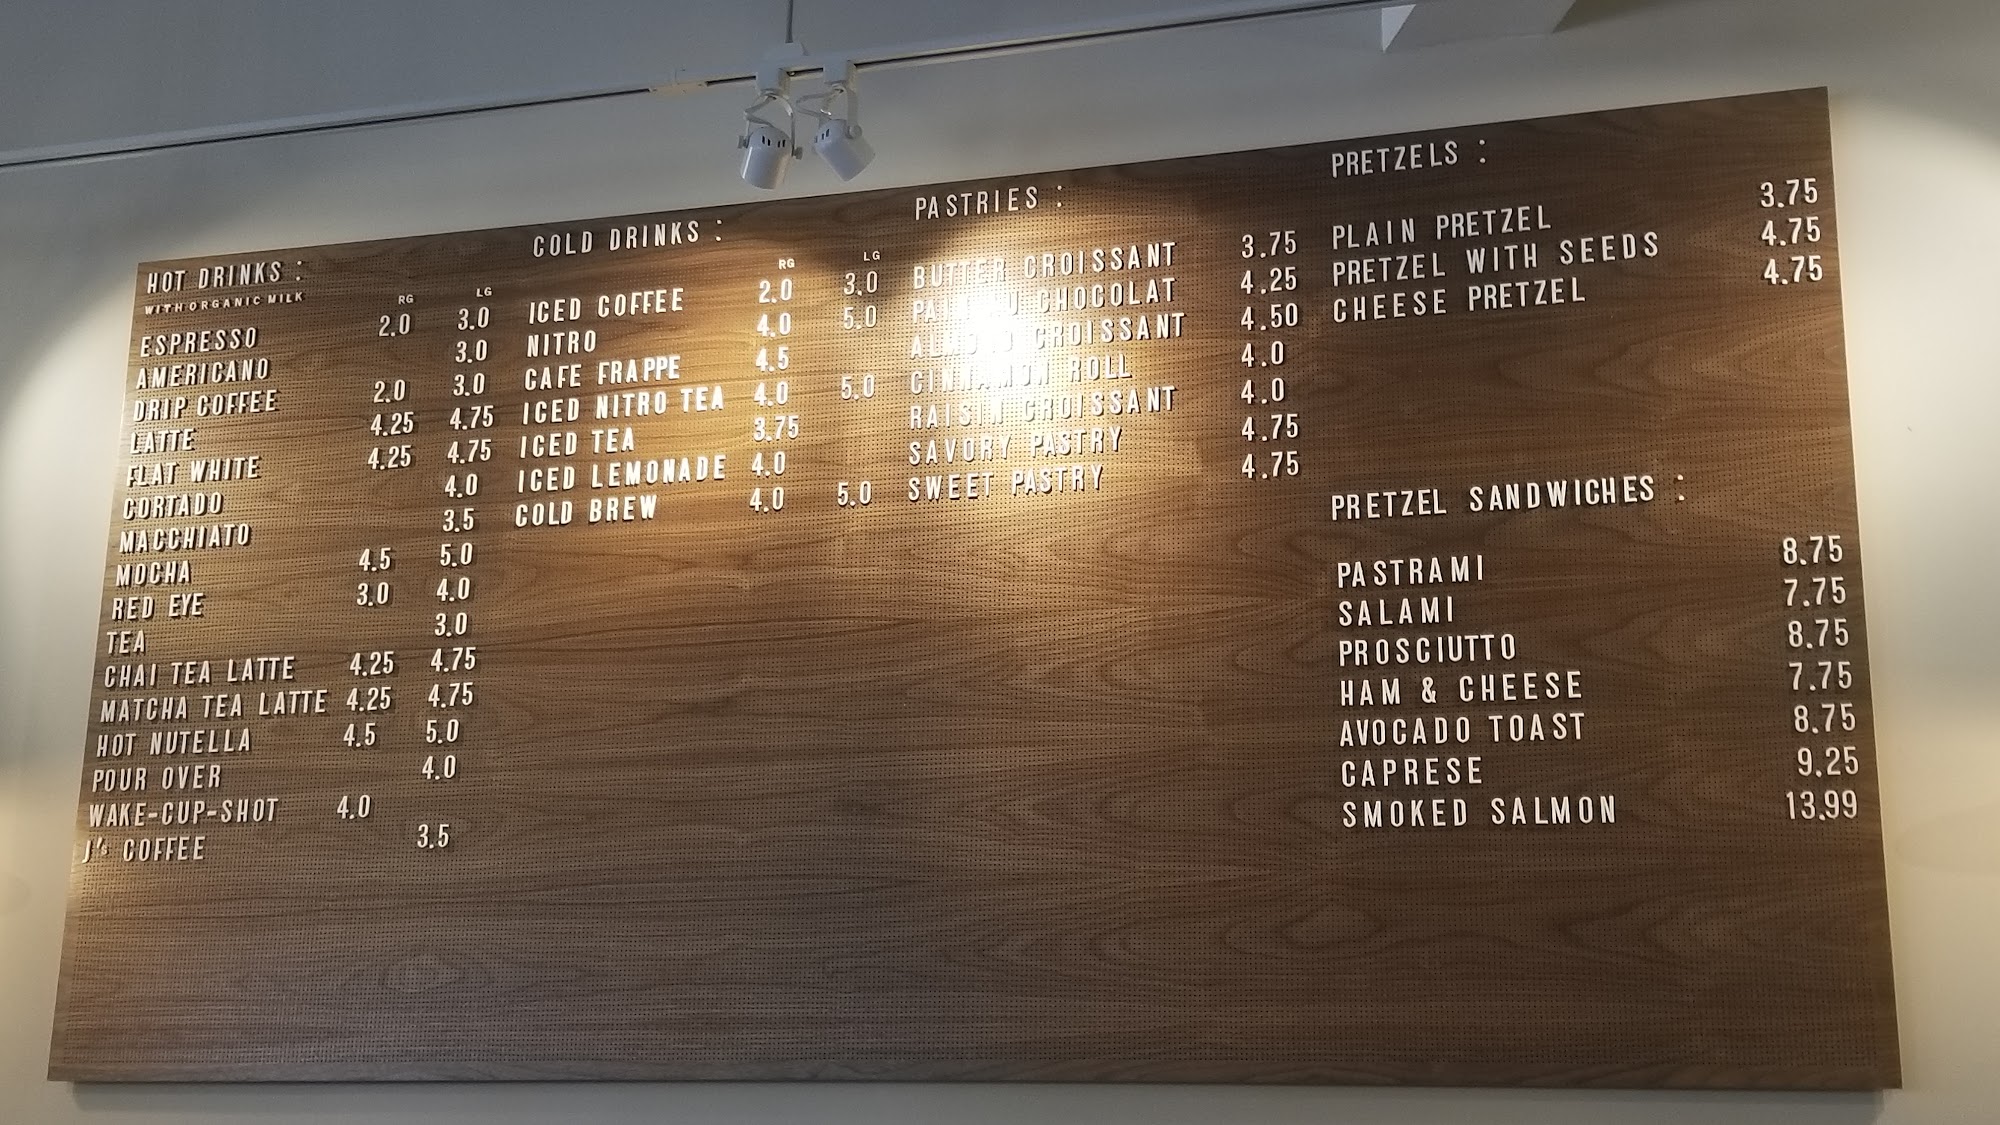 HOT DRINKS :
WITH ORGANIC MILK
RG LG
ESPRESSO 2.0 3.0
AMERICANO 3.0
DRIP COFFEE 2.0 3.0
LATTE 4.25 4.75
FLAT WHITE 4.25 4.75
CORTADO 4.0
MACCHIATO 3.5
MOCHA 4.5 5.0
RED EYE 3.0 4.0
TEA 3.0
CHAI TEA LATTE 4.25 4.75
MATCHA TEA LATTE 4.25 4.75
HOT NUTELLA 4.5 5.0
POUR OVER 4.0
WAKE-CUP-SHOT 4.0
J's COFFEE 3.5
COLD DRINKS :
RG LG
ICED COFFEE 2.0 3.0
NITRO 4.0 5.0
CAFE FRAPPE 4.5
ICED NITRO TEA 4.0 5.0
ICED TEA 3.75
ICED LEMONADE 4.0
COLD BREW 4.0 5.0
PASTRIES :
BUTTER CROISSANT 3.75
PAIN AU CHOCOLAT 4.25
ALMOND CROISSANT 4.50
CINNAMON ROLL 4.0
RAISIN CROISSANT 4.0
SAVORY PASTRY 4.75
SWEET PASTRY 4.75
PRETZELS :
PLAIN PRETZEL 3.75
PRETZEL WITH SEEDS 4.75
CHEESE PRETZEL 4.75
PRETZEL SANDWICHES :
PASTRAMI 8.75
SALAMI 7.75
PROSCIUTTO 8.75
HAM & CHEESE 7.75
AVOCADO TOAST 8.75
CAPRESE 9.25
SMOKED SALMON 13.99